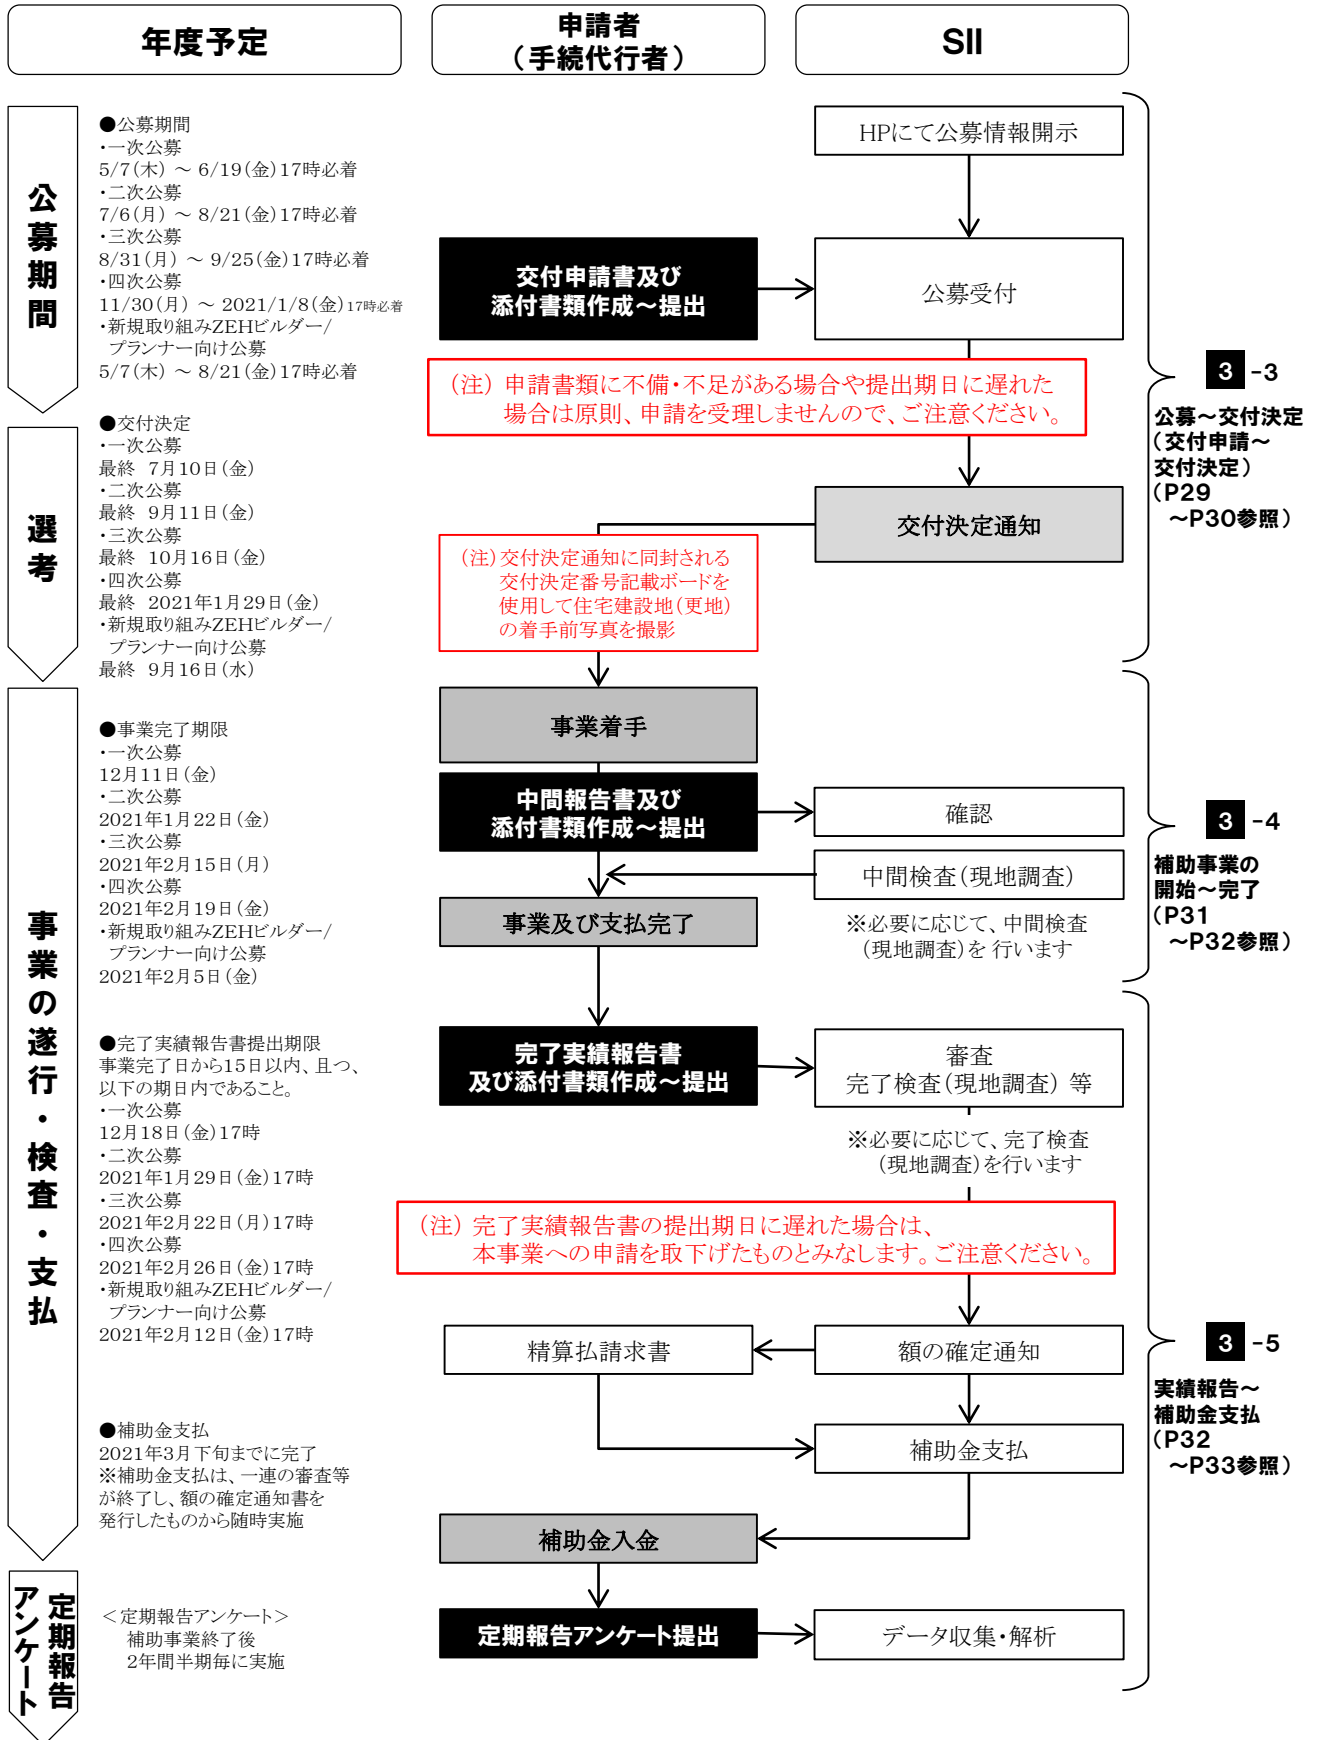 年度予定
申請者
（手続代行者）
SII
公募期間
●公募期間
・一次公募
5/7(木) ～ 6/19(金)17時必着
・二次公募
7/6(月) ～ 8/21(金)17時必着
・三次公募
8/31(月) ～ 9/25(金)17時必着
・四次公募
11/30(月) ～ 2021/1/8(金)17時必着
・新規取り組みZEHビルダー/
プランナー向け公募
5/7(木) ～ 8/21(金)17時必着
HPにて公募情報開示
交付申請書及び
添付書類作成～提出
公募受付
（注） 申請書類に不備・不足がある場合や提出期日に遅れた
場合は原則、申請を受理しませんので、ご注意ください。
3 -3
公募～交付決定
（交付申請～
交付決定）
（P29
～P30参照）
選考
●交付決定
・一次公募
最終 7月10日(金)
・二次公募
最終 9月11日(金)
・三次公募
最終 10月16日(金)
・四次公募
最終 2021年1月29日(金)
・新規取り組みZEHビルダー/
プランナー向け公募
最終 9月16日(水)
交付決定通知
（注）交付決定通知に同封される
交付決定番号記載ボードを
使用して住宅建設地(更地)
の着手前写真を撮影
事業の遂行・検査・支払
●事業完了期限
・一次公募
12月11日(金)
・二次公募
2021年1月22日(金)
・三次公募
2021年2月15日(月)
・四次公募
2021年2月19日(金)
・新規取り組みZEHビルダー/
プランナー向け公募
2021年2月5日(金)
事業着手
中間報告書及び
添付書類作成～提出
確認
中間検査(現地調査)
事業及び支払完了
※必要に応じて、中間検査
(現地調査)を 行います
3 -4
補助事業の
開始～完了
（P31
～P32参照）
●完了実績報告書提出期限
事業完了日から15日以内、且つ、
以下の期日内であること。
・一次公募
12月18日(金)17時
・二次公募
2021年1月29日(金)17時
・三次公募
2021年2月22日(月)17時
・四次公募
2021年2月26日(金)17時
・新規取り組みZEHビルダー/
プランナー向け公募
2021年2月12日(金)17時
完了実績報告書
及び添付書類作成～提出
審査
完了検査(現地調査) 等
※必要に応じて、完了検査
(現地調査)を行います
（注） 完了実績報告書の提出期日に遅れた場合は、
本事業への申請を取下げたものとみなします。ご注意ください。
精算払請求書
額の確定通知
3 -5
実績報告～
補助金支払
（P32
～P33参照）
●補助金支払
2021年3月下旬までに完了
※補助金支払は、一連の審査等
が終了し、額の確定通知書を
発行したものから随時実施
補助金支払
補助金入金
定期報告
アンケート
＜定期報告アンケート＞
補助事業終了後
2年間半期毎に実施
定期報告アンケート提出
データ収集・解析